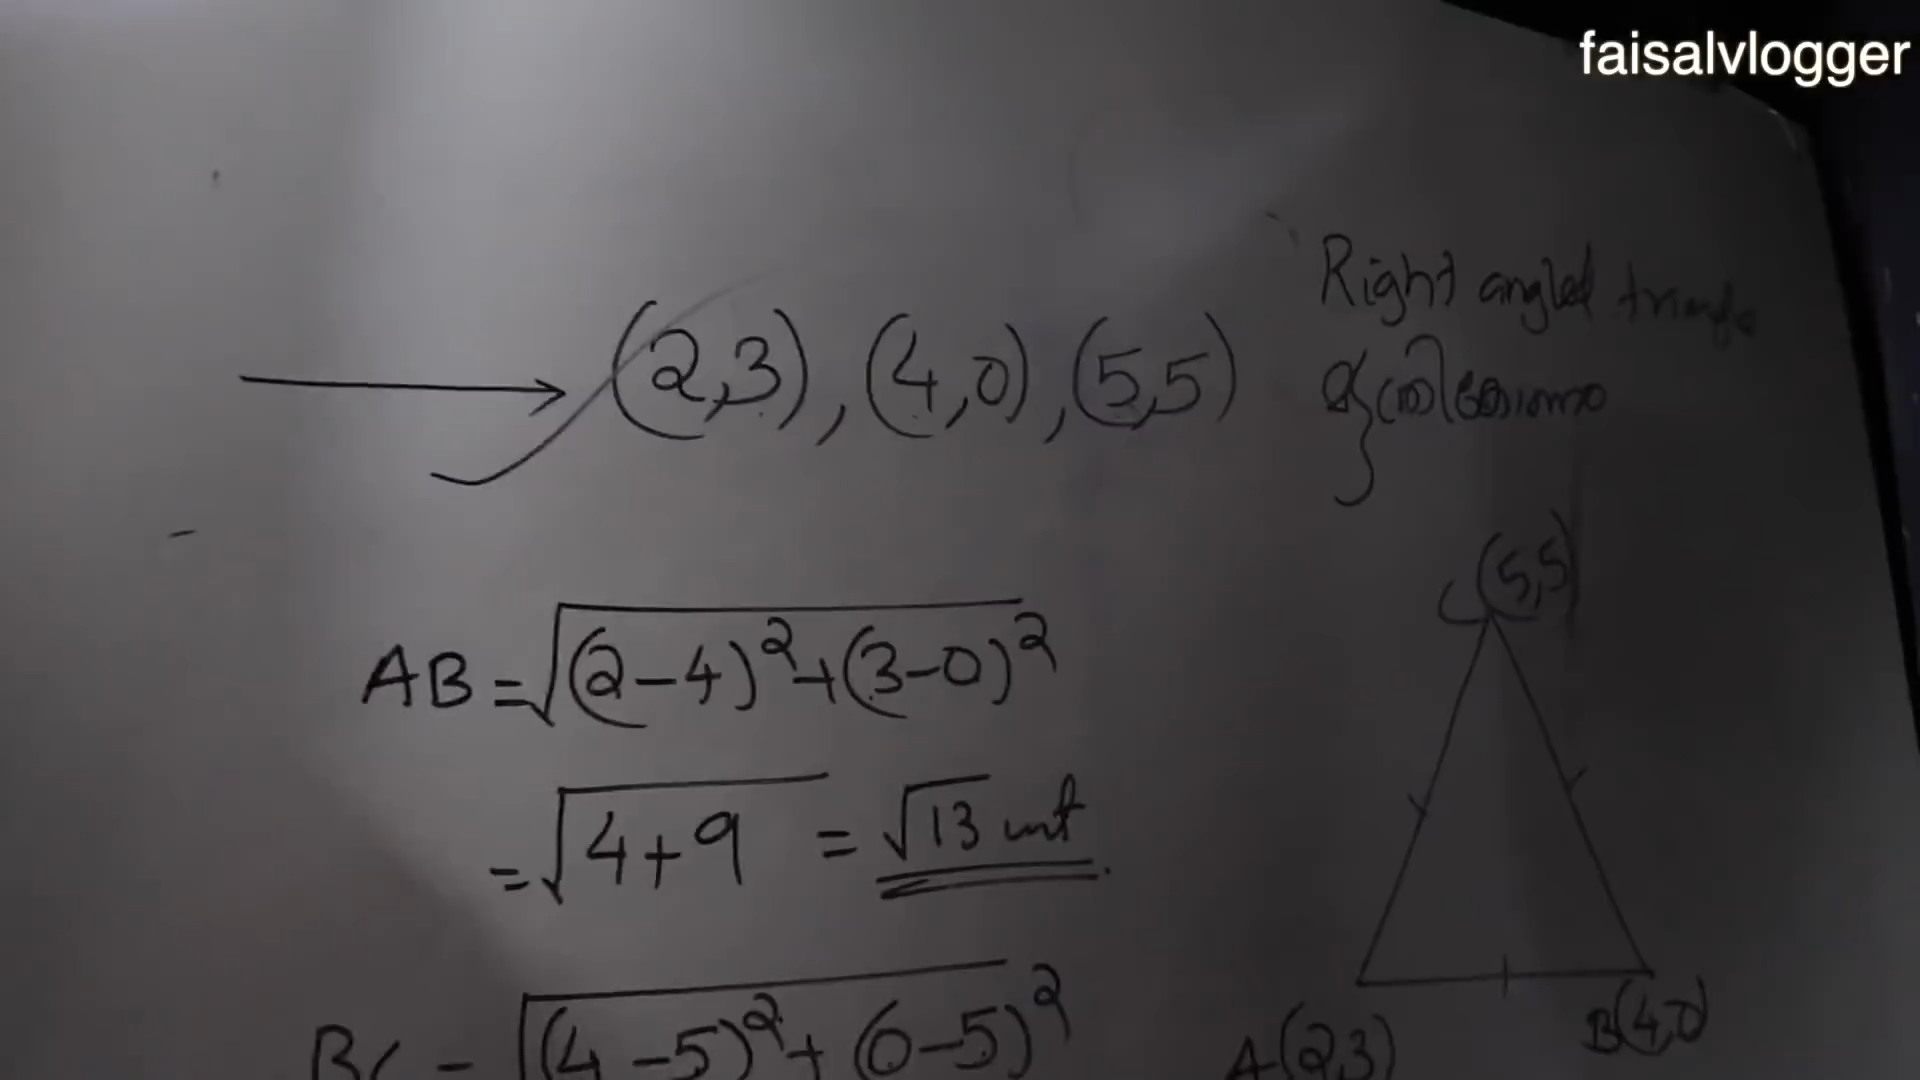 faisalvlogger
Right angled triangle
(2,3), (4,0), (5,5)
C(5,5)
AB = √(2-4)²+(3-0)²
= √4+9 = √13 unit
BC = √(4-5)²+(0-5)²
A(2,3)
B(4,0)